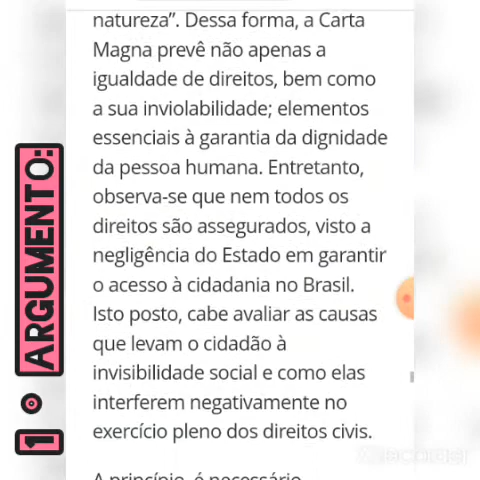 natureza”. Dessa forma, a Carta
Magna prevê não apenas a
igualdade de direitos, bem como
a sua inviolabilidade; elementos
essenciais à garantia da dignidade
da pessoa humana. Entretanto,
observa-se que nem todos os
direitos são assegurados, visto a
negligência do Estado em garantir
o acesso à cidadania no Brasil.
Isto posto, cabe avaliar as causas
que levam o cidadão à
invisibilidade social e como elas
interferem negativamente no
exercício pleno dos direitos civis.
A princípio, é necessário
1º ARGUMENTO: